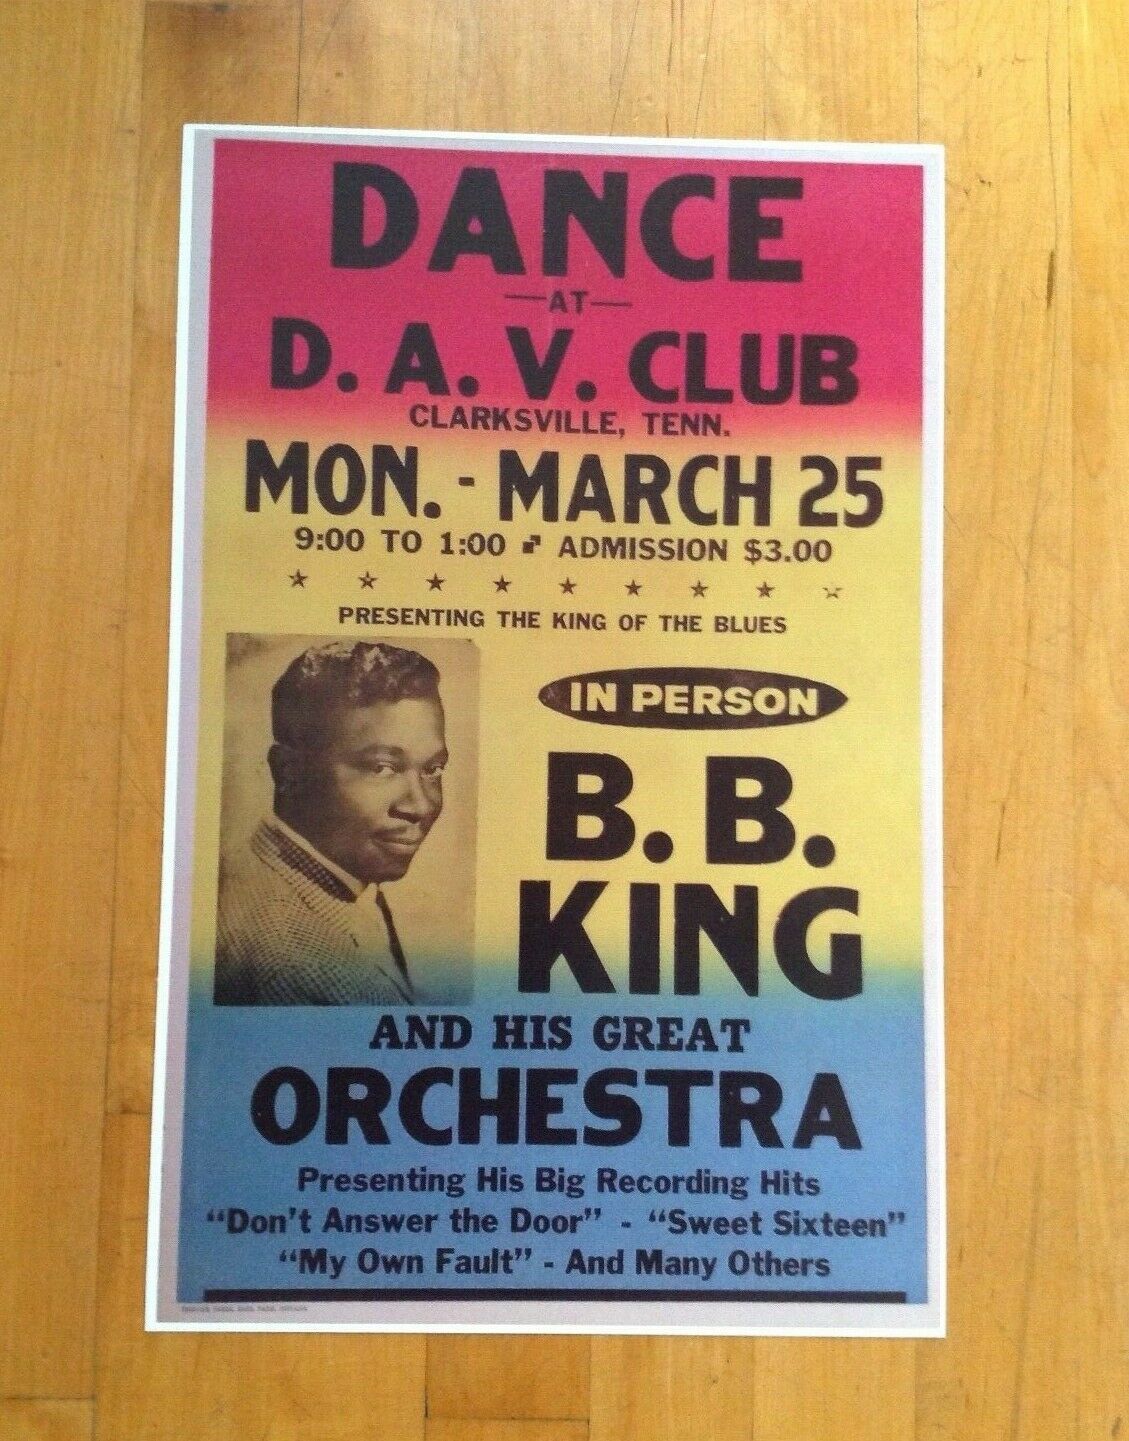 DANCE
—AT—
D. A. V. CLUB
CLARKSVILLE, TENN.
MON. - MARCH 25
9:00 TO 1:00 ADMISSION $3.00
PRESENTING THE KING OF THE BLUES
IN PERSON
B. B.
KING
AND HIS GREAT
ORCHESTRA
Presenting His Big Recording Hits
“Don't Answer the Door” - “Sweet Sixteen”
“My Own Fault” - And Many Others